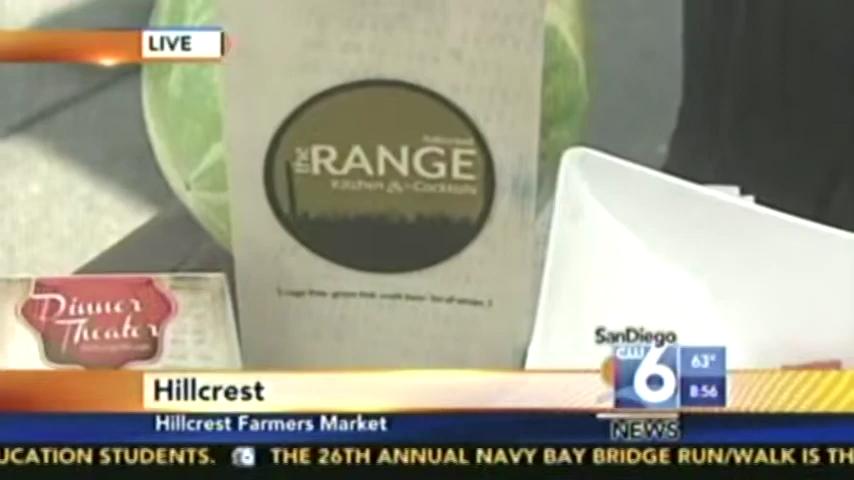 LIVE
the RANGE
Kitchen & Cocktails
Dinner
Theater
SanDiego
6
63°
8:56
NEWS
Hillcrest
Hillcrest Farmers Market
UCATION STUDENTS. 6 THE 26TH ANNUAL NAVY BAY BRIDGE RUN/WALK IS TH